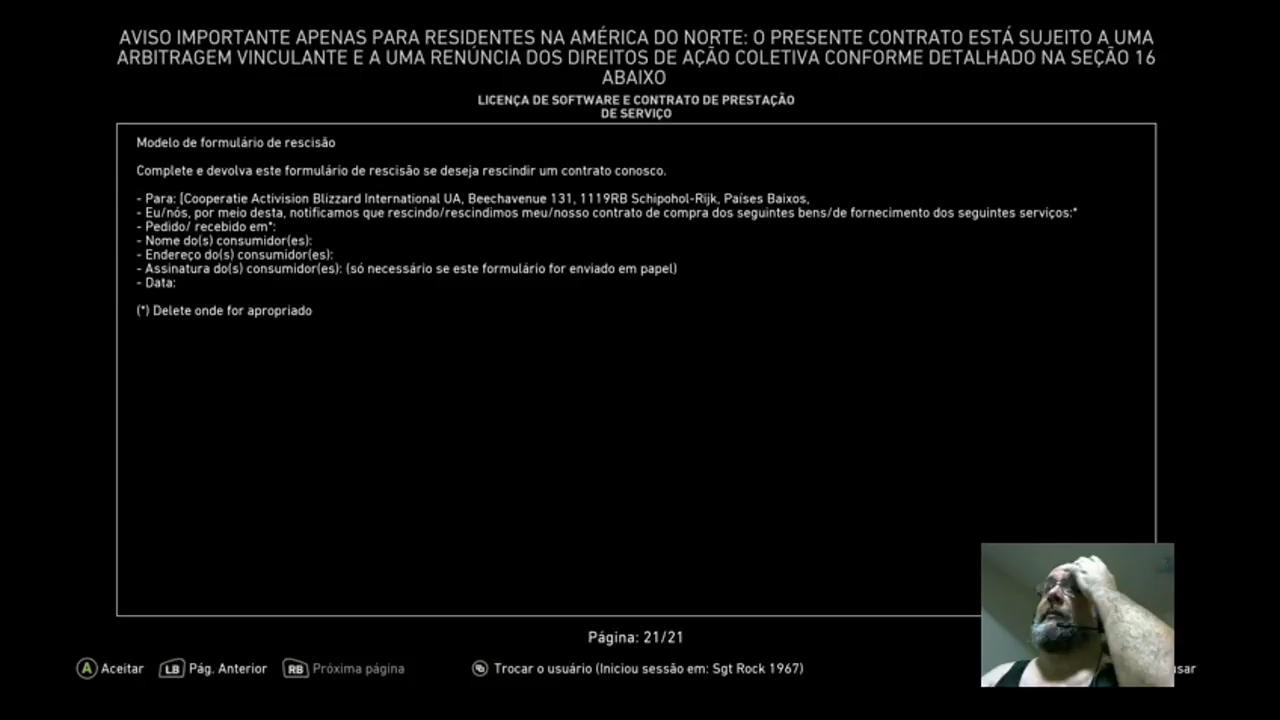 AVISO IMPORTANTE APENAS PARA RESIDENTES NA AMÉRICA DO NORTE: O PRESENTE CONTRATO ESTÁ SUJEITO A UMA
ARBITRAGEM VINCULANTE E A UMA RENÚNCIA DOS DIREITOS DE AÇÃO COLETIVA CONFORME DETALHADO NA SEÇÃO 16
ABAIXO
LICENÇA DE SOFTWARE E CONTRATO DE PRESTAÇÃO
DE SERVIÇO
Modelo de formulário de rescisão
Complete e devolva este formulário de rescisão se deseja rescindir um contrato conosco.
- Para: [Cooperatie Activision Blizzard International UA, Beechavenue 131, 1119RB Schipohol-Rijk, Países Baixos,
- Eu/nós, por meio desta, notificamos que rescindo/rescindimos meu/nosso contrato de compra dos seguintes bens/de fornecimento dos seguintes serviços:*
- Pedido/ recebido em*:
- Nome do(s) consumidor(es):
- Endereço do(s) consumidor(es):
- Assinatura do(s) consumidor(es): (só necessário se este formulário for enviado em papel)
- Data:
(*) Delete onde for apropriado
Página: 21/21
A Aceitar LB Pág. Anterior RB Próxima página Trocar o usuário (Iniciou sessão em: Sgt Rock 1967)